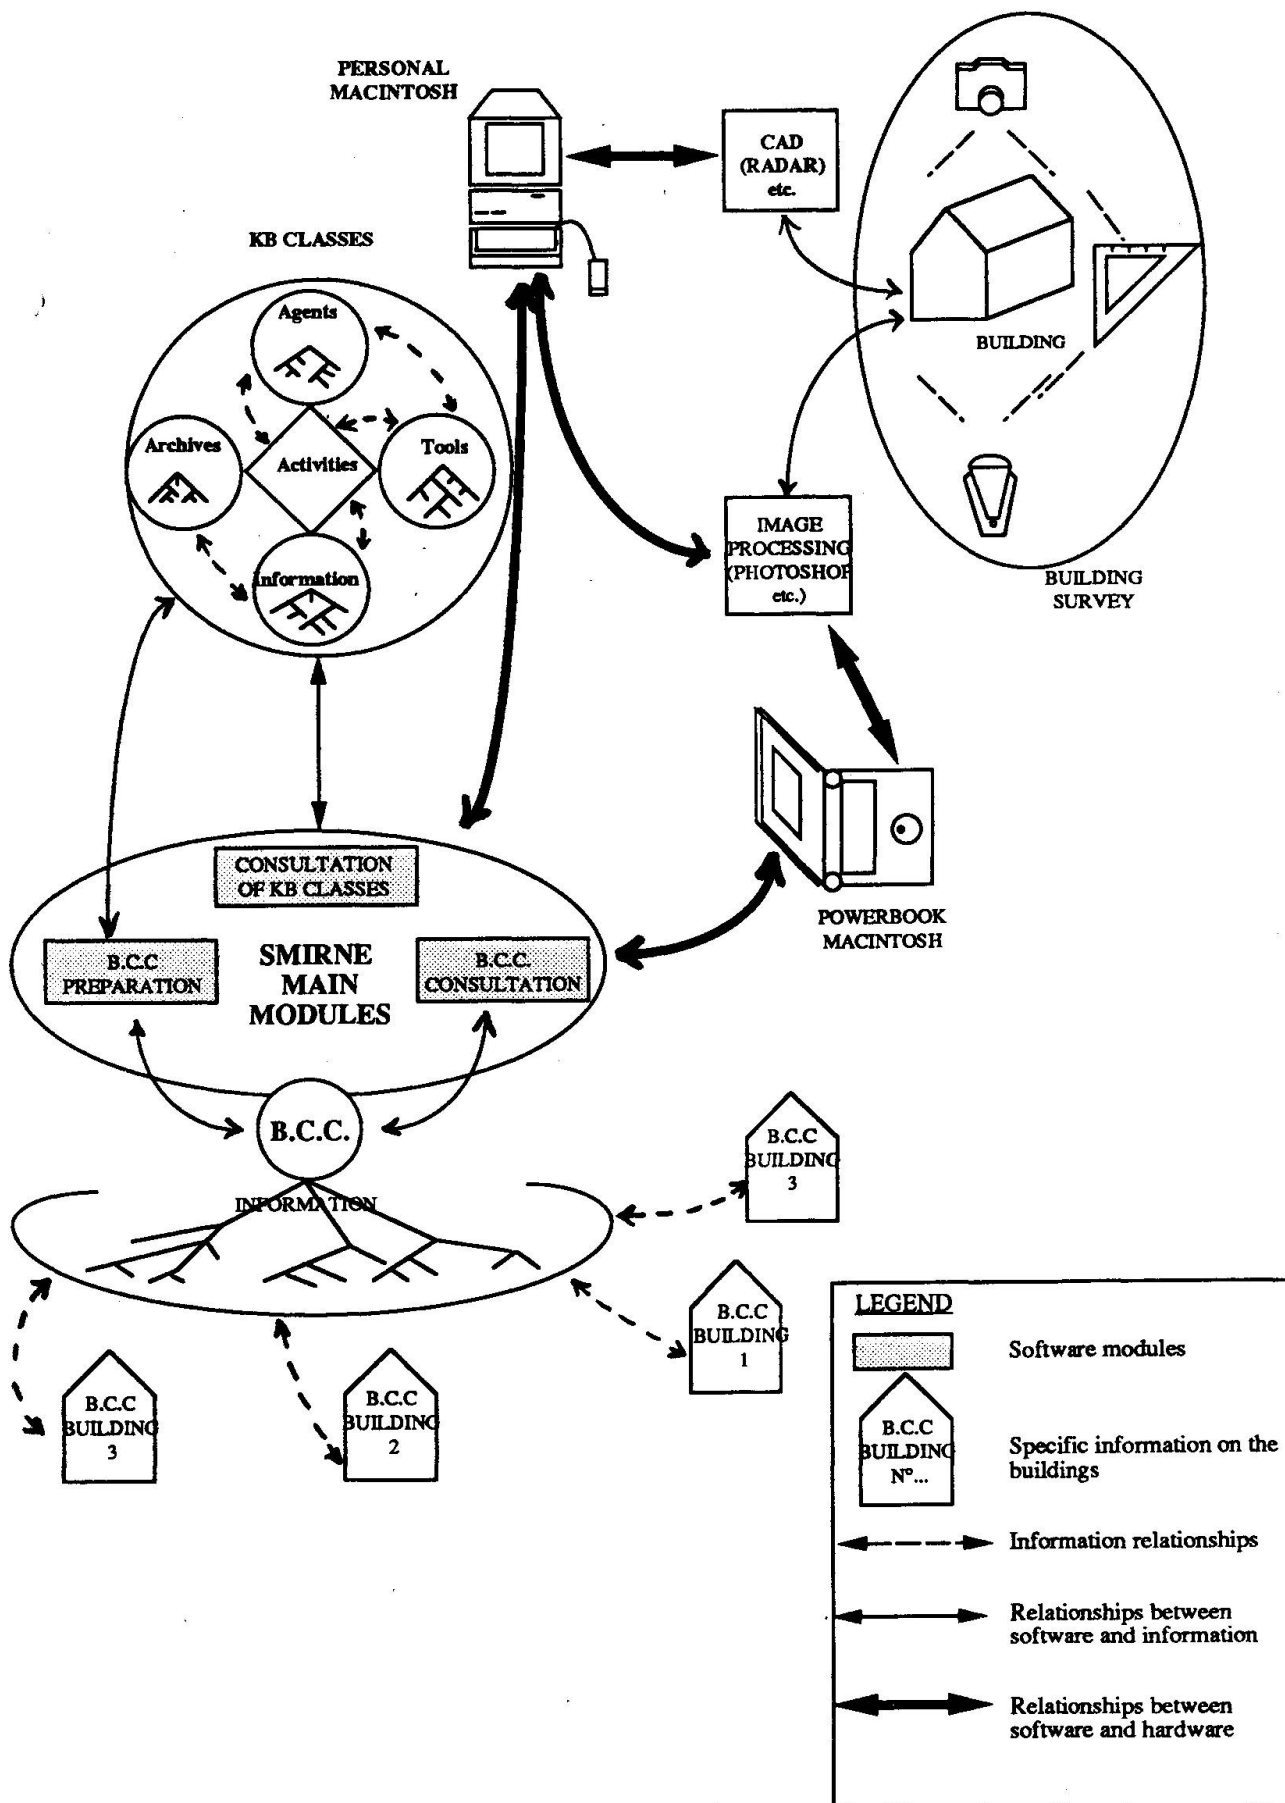 PERSONAL
MACINTOSH
CAD
(RADAR)
etc.
KB CLASSES
Agents
Archives
Activities
Tools
Information
BUILDING
IMAGE
PROCESSING
(PHOTOSHOP
etc.)
BUILDING
SURVEY
CONSULTATION
OF KB CLASSES
B.C.C
PREPARATION
SMIRNE
MAIN
MODULES
B.C.C.
CONSULTATION
POWERBOOK
MACINTOSH
B.C.C.
INFORMATION
B.C.C
BUILDING
3
B.C.C
BUILDING
1
B.C.C
BUILDING
3
B.C.C
BUILDING
2
LEGEND
Software modules
B.C.C
BUILDING
N°...
Specific information on the
buildings
Information relationships
Relationships between
software and information
Relationships between
software and hardware